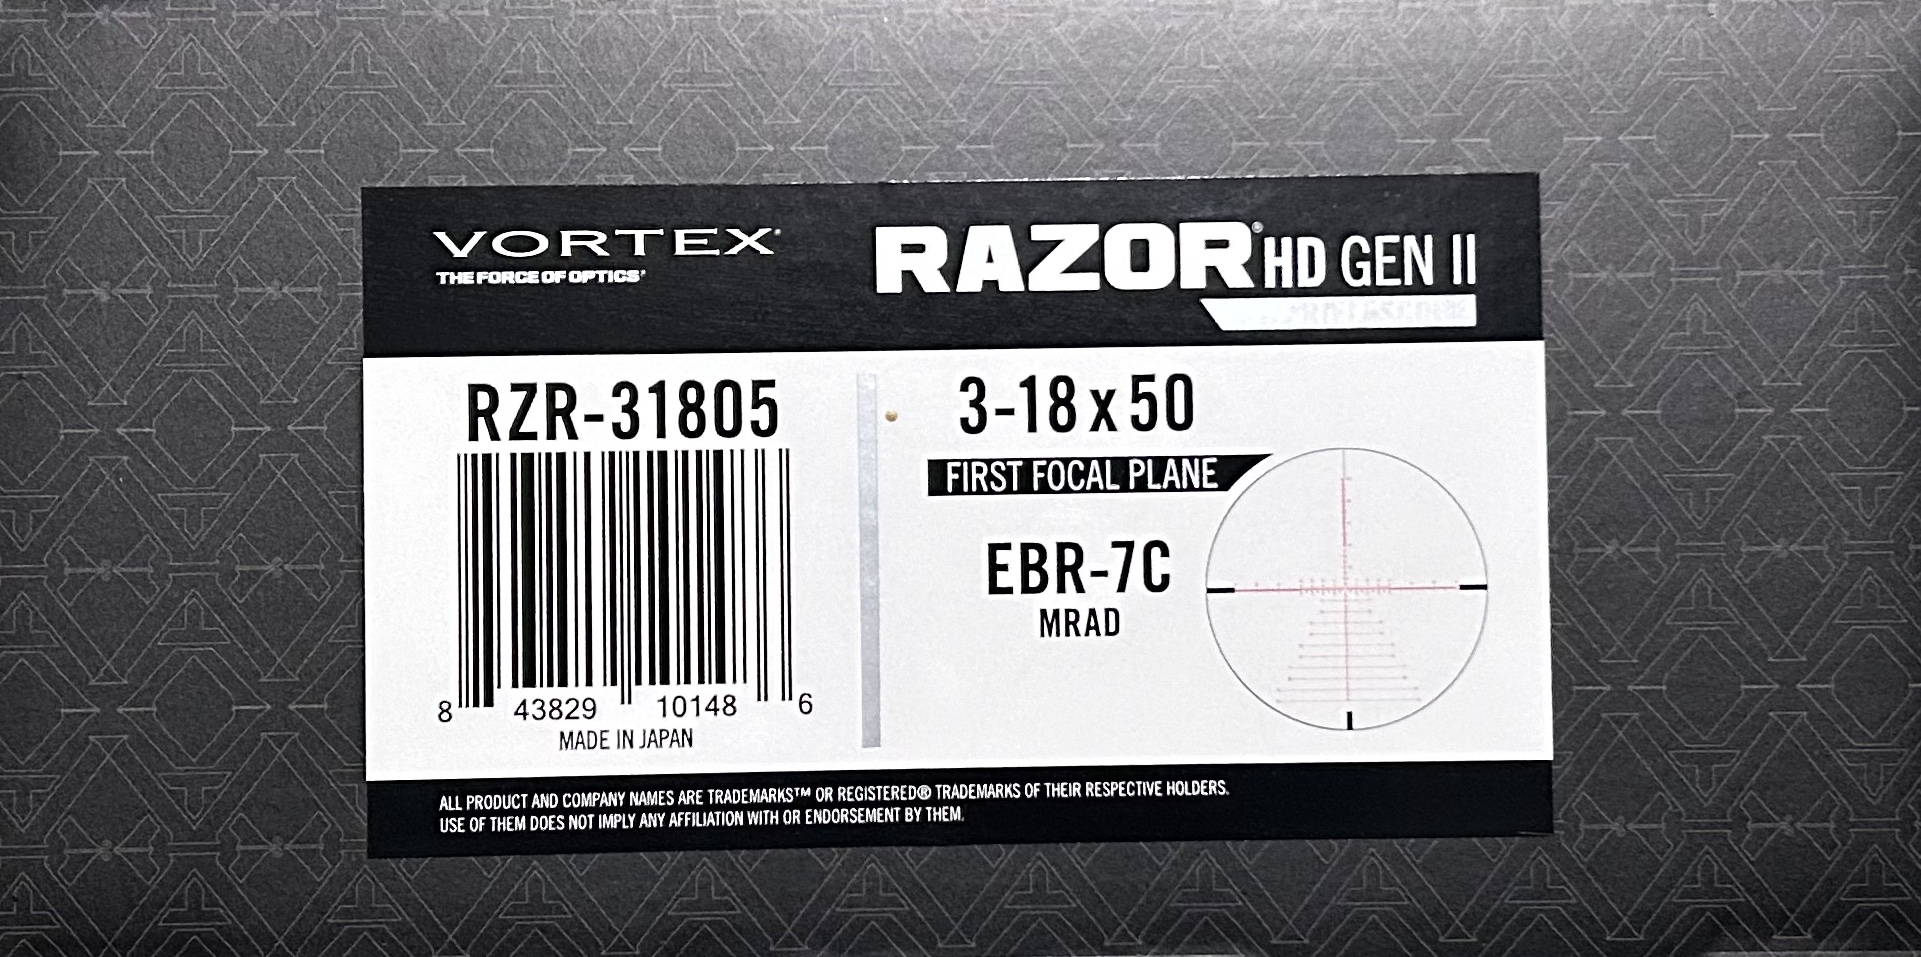 VORTEX®
THE FORCE OF OPTICS®
RAZOR® HD GEN II
RZR-31805
8 43829 10148 6
MADE IN JAPAN
3-18 x 50
FIRST FOCAL PLANE
EBR-7C
MRAD
ALL PRODUCT AND COMPANY NAMES ARE TRADEMARKS™ OR REGISTERED® TRADEMARKS OF THEIR RESPECTIVE HOLDERS.
USE OF THEM DOES NOT IMPLY ANY AFFILIATION WITH OR ENDORSEMENT BY THEM.